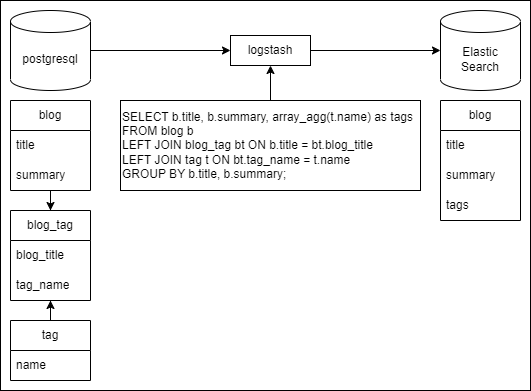 postgresql
logstash
Elastic
Search
blog
title
summary
SELECT b.title, b.summary, array_agg(t.name) as tags
FROM blog b
LEFT JOIN blog_tag bt ON b.title = bt.blog_title
LEFT JOIN tag t ON bt.tag_name = t.name
GROUP BY b.title, b.summary;
blog
title
summary
tags
blog_tag
blog_title
tag_name
tag
name